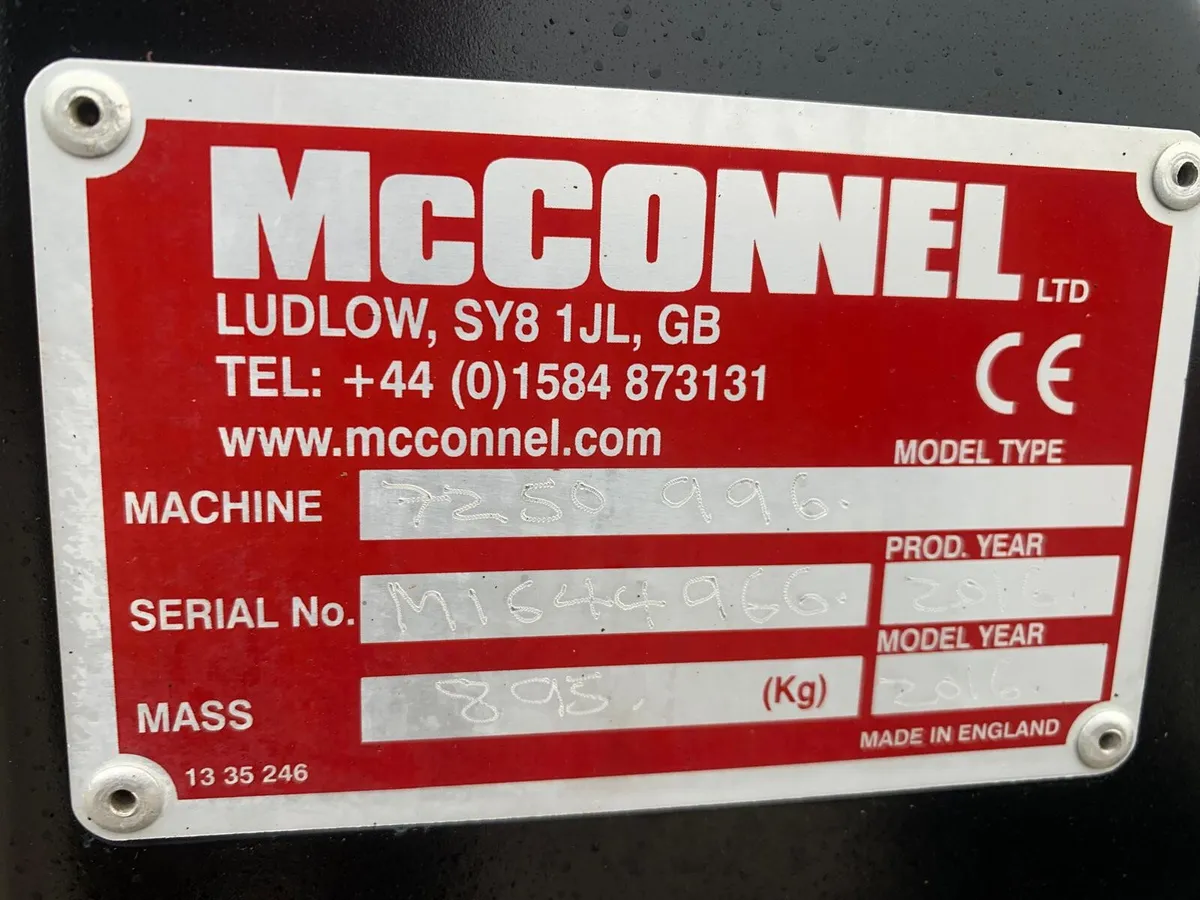 McCONNEL LTD
LUDLOW, SY8 1JL, GB
TEL: +44 (0)1584 873131
www.mcconnel.com
CE
MODEL TYPE
MACHINE 7250 996.
PROD. YEAR
SERIAL No. M1644966. 2016.
MODEL YEAR
MASS .895. (Kg) 2016
MADE IN ENGLAND
13 35 246